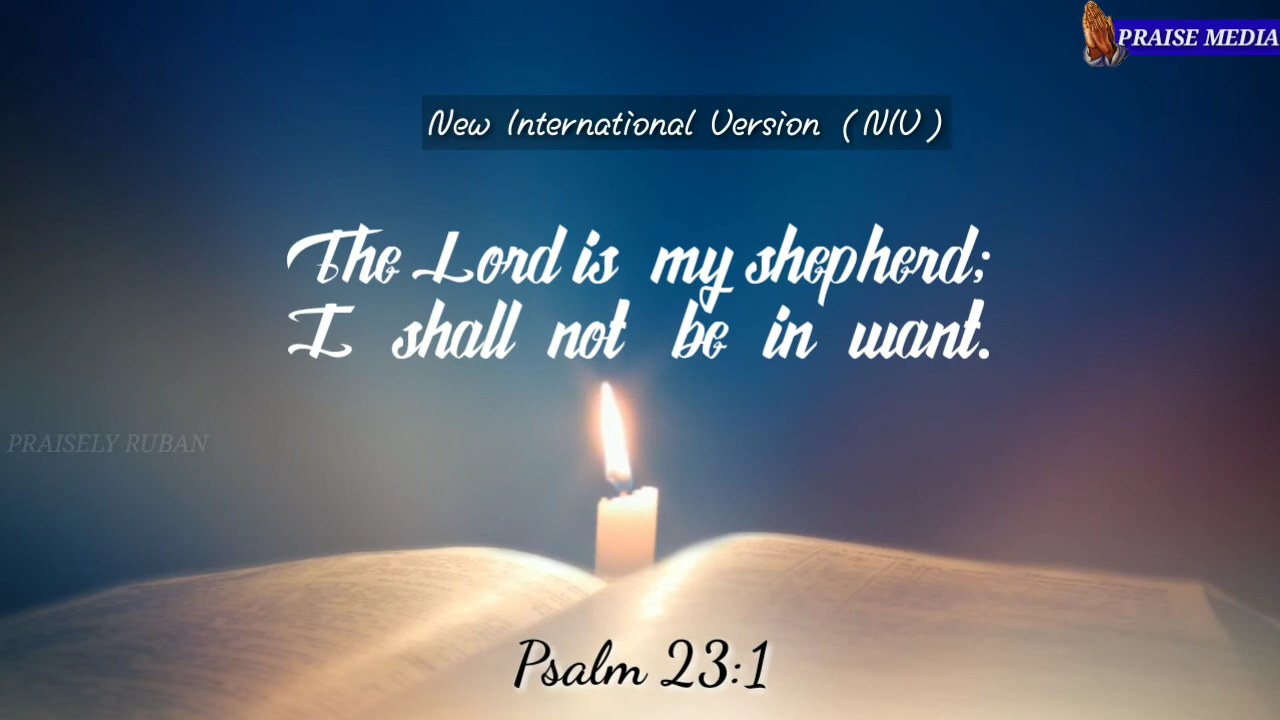 PRAISE MEDIA
New International Version (NIV)
The Lord is my shepherd;
I shall not be in want.
PRAISELY RUBAN
Psalm 23:1